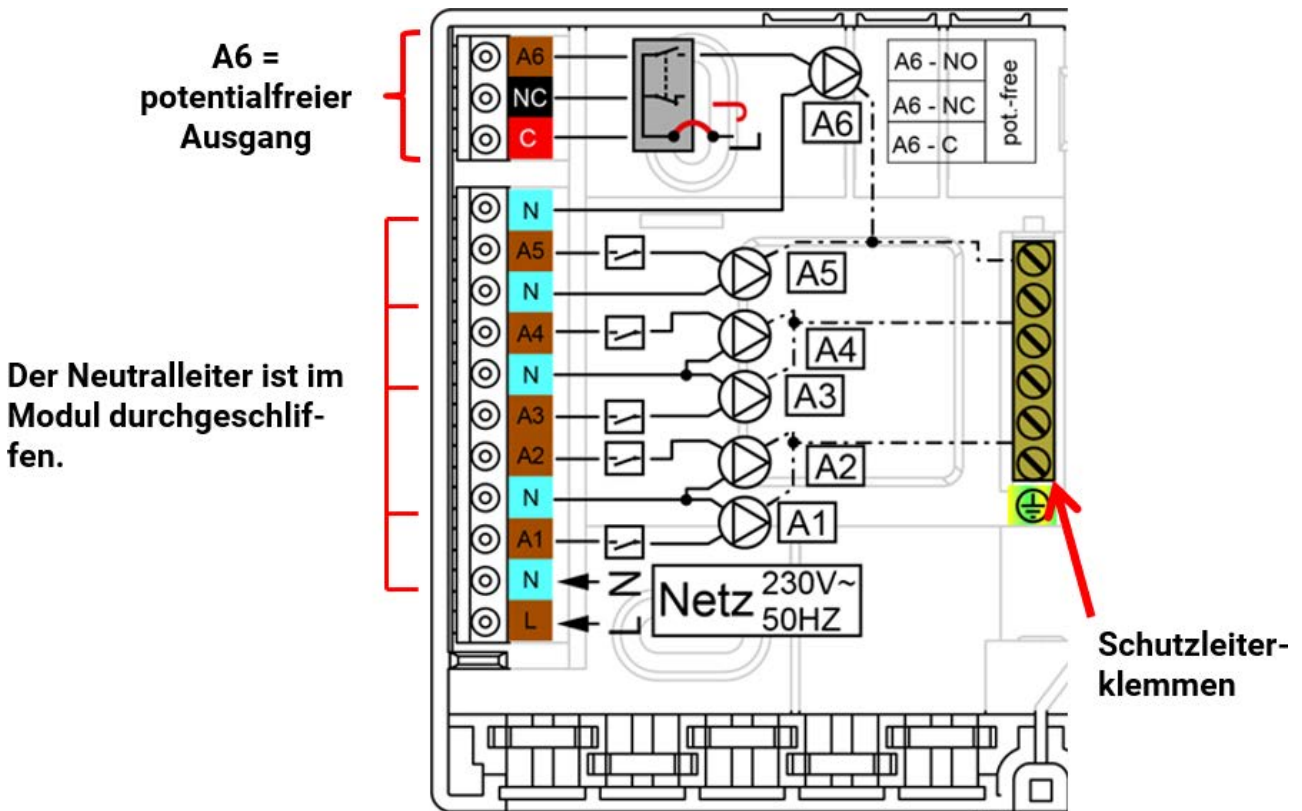 A6 =
potentialfreier
Ausgang
A6
NC
C
J
L
A6
A6 - NO
A6 - NC
A6 - C
pot.-free
N
A5
N
A4
N
A3
A2
N
A1
N
L
A5
A4
A3
A2
A1
N
L
Netz 230V~
50HZ
Der Neutralleiter ist im
Modul durchgeschlif-
fen.
Schutzleiter-
klemmen